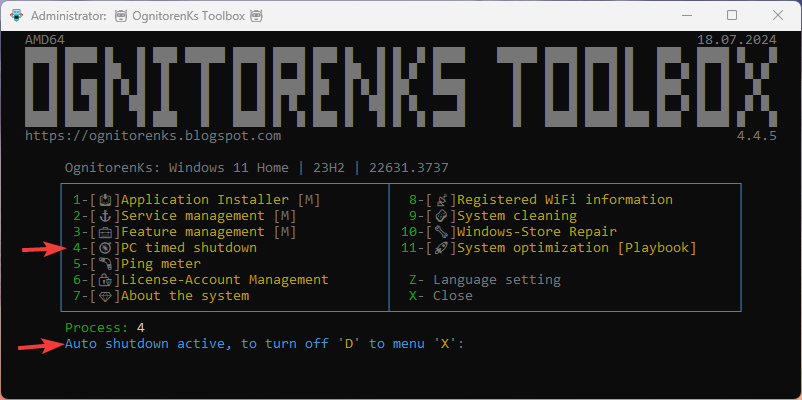 Administrator: OgnitorenKs Toolbox
AMD64 18.07.2024
OGNITORENKS TOOLBOX
https://ognitorenks.blogspot.com 4.4.5
OgnitorenKs: Windows 11 Home | 23H2 | 22631.3737
1-[ ]Application Installer [M]
2-[ ]Service management [M]
3-[ ]Feature management [M]
4-[ ]PC timed shutdown
5-[ ]Ping meter
6-[ ]License-Account Management
7-[ ]About the system
8-[ ]Registered WiFi information
9-[ ]System cleaning
10-[ ]Windows-Store Repair
11-[ ]System optimization [Playbook]
Z- Language setting
X- Close
Process: 4
Auto shutdown active, to turn off 'D' to menu 'X':